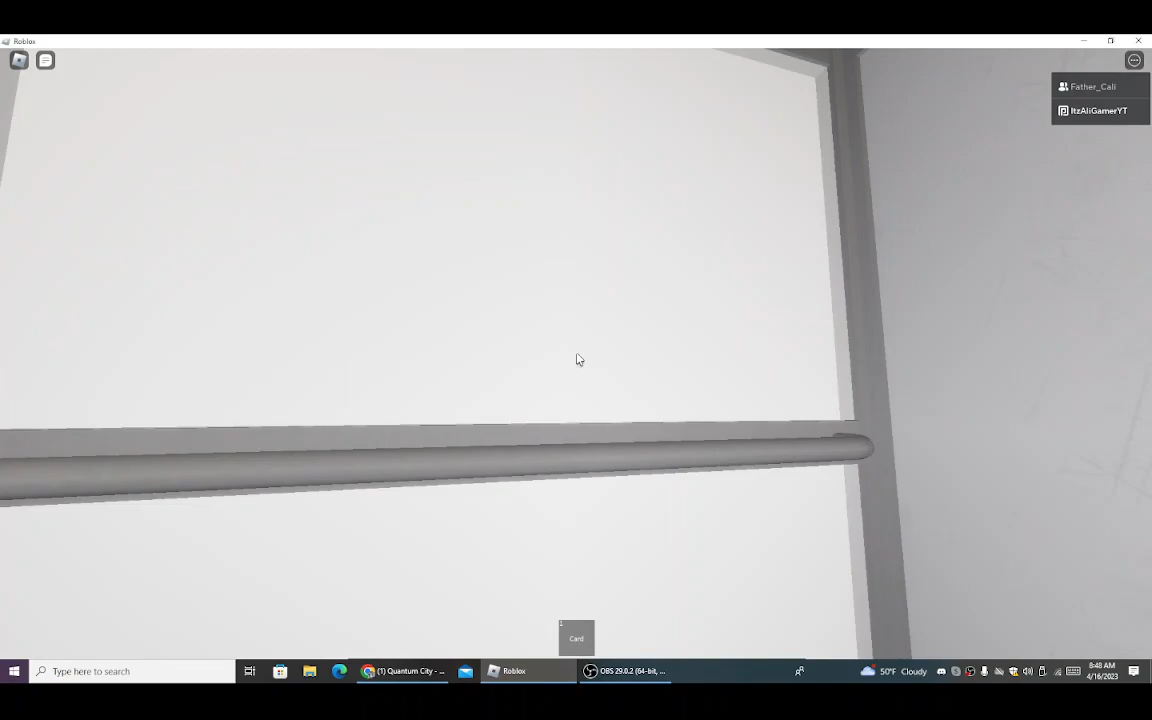 Roblox
Father_Cali
ItzAliGamerYT
1
Card
Type here to search
(1) Quantum City - ...
Roblox
OBS 29.0.2 (64-bit, ...
50°F Cloudy
8:48 AM
4/16/2023